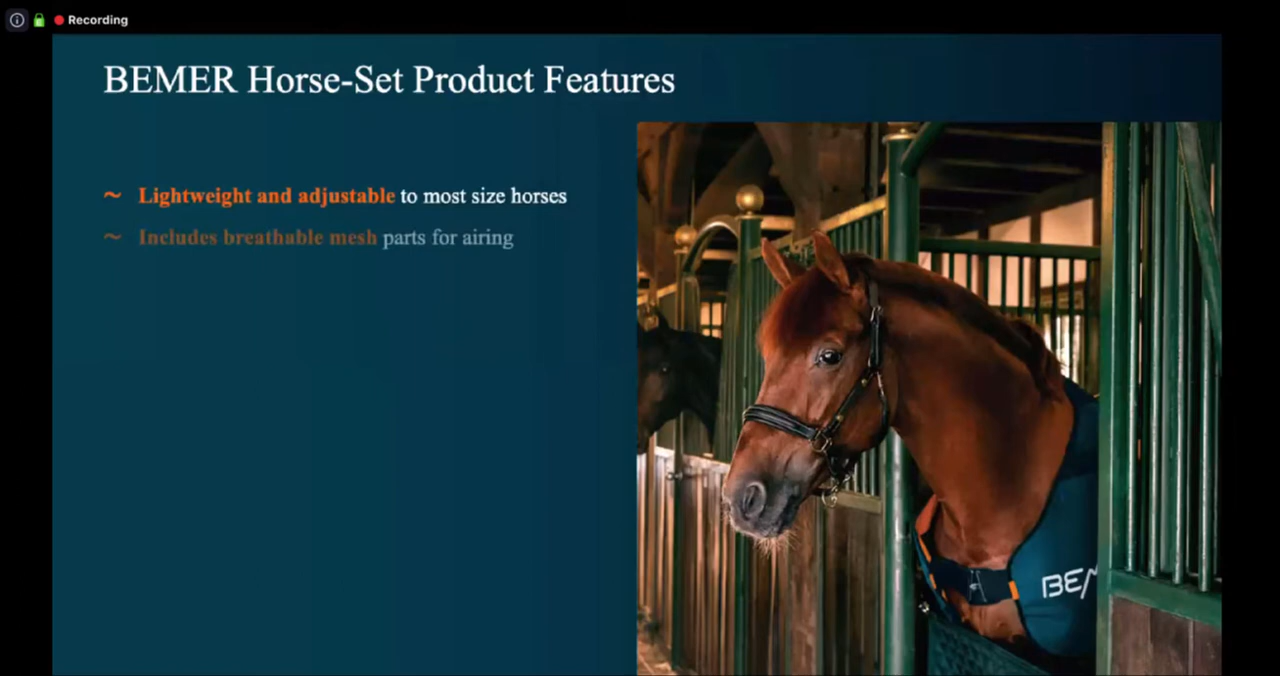 Recording
BEMER Horse-Set Product Features
~ Lightweight and adjustable to most size horses
~ Includes breathable mesh parts for airing
BEM